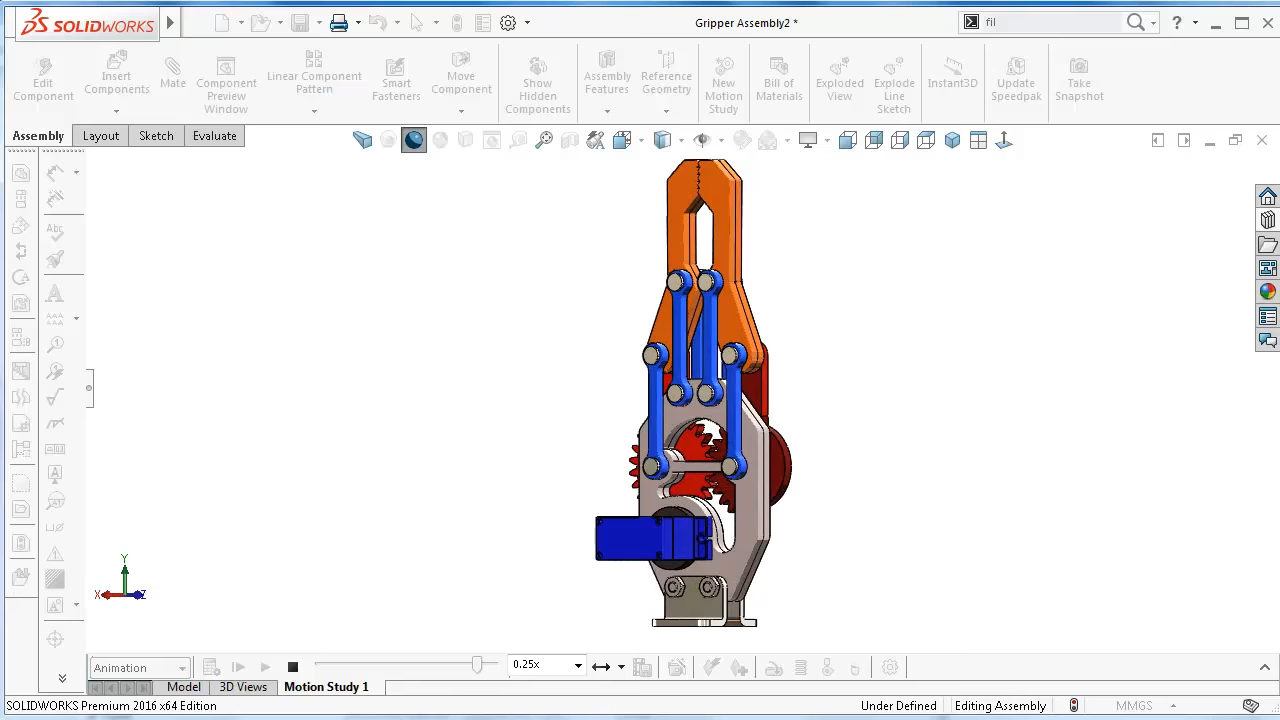 SOLIDWORKS
Gripper Assembly2 *
fil
?
Edit
Component
Insert
Components
Mate
Component
Preview
Window
Linear Component
Pattern
Smart
Fasteners
Move
Component
Show
Hidden
Components
Assembly
Features
Reference
Geometry
New
Motion
Study
Bill of
Materials
Exploded
View
Explode
Line
Sketch
Instant3D
Update
Speedpak
Take
Snapshot
Assembly
Layout
Sketch
Evaluate
Abc
A
Y
X
Z
Animation
0.25x
Model
3D Views
Motion Study 1
SOLIDWORKS Premium 2016 x64 Edition
Under Defined
Editing Assembly
MMGS